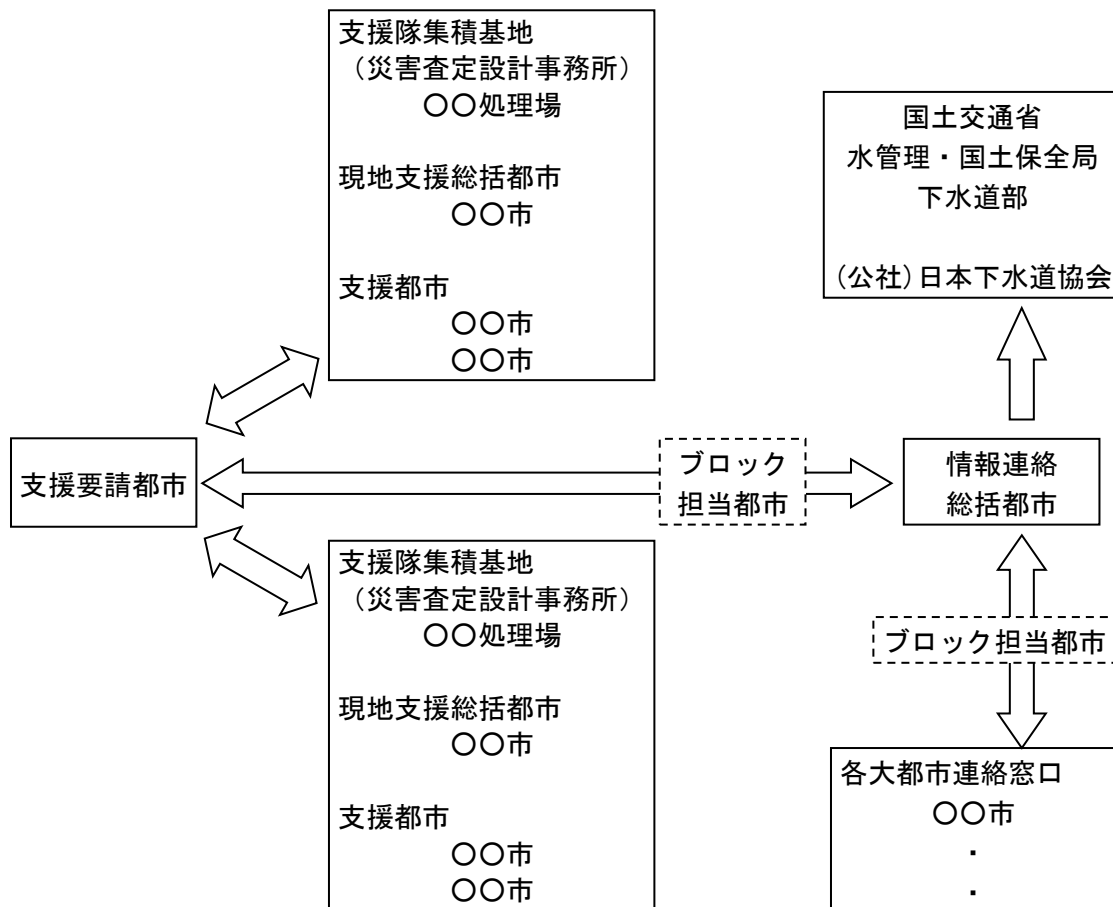 支援隊集積基地
（災害査定設計事務所）
〇〇処理場
現地支援総括都市
〇〇市
支援都市
〇〇市
〇〇市
国土交通省
水管理・国土保全局
下水道部
(公社)日本下水道協会
支援要請都市
ブロック
担当都市
情報連絡
総括都市
支援隊集積基地
（災害査定設計事務所）
〇〇処理場
現地支援総括都市
〇〇市
支援都市
〇〇市
〇〇市
ブロック担当都市
各大都市連絡窓口
〇〇市
・
・